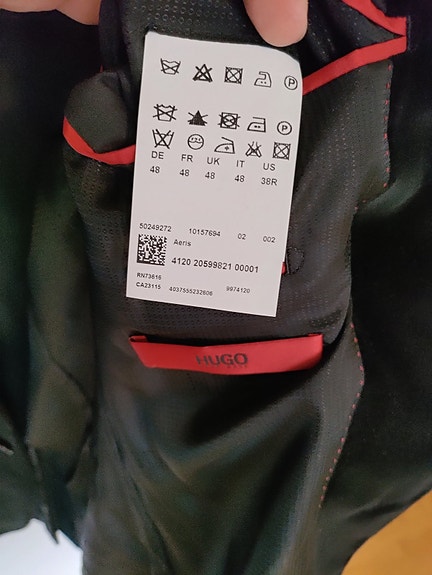 DE FR UK IT US
48 48 48 48 38R
50249272 10157694 02 002
Aeris
4120 20599821 00001
RN73616
CA23115 4037555232606 9974120
HUGO